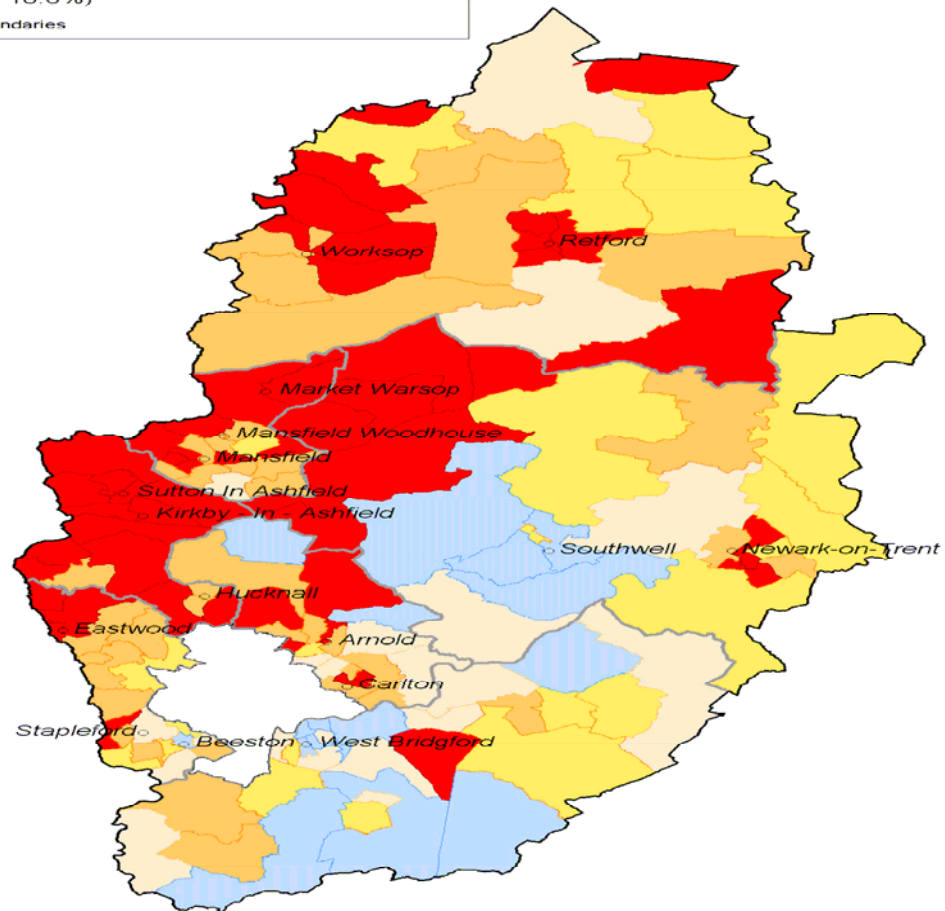 ndaries
Retford
Worksop
Market Warsop
Mansfield Woodhouse
Mansfield
Sutton In Ashfield
Kirkby - In - Ashfield
Southwell
Newark-on-Trent
Hucknall
Eastwood
Arnold
Carlton
Stapleford
Beeston
West Bridgford